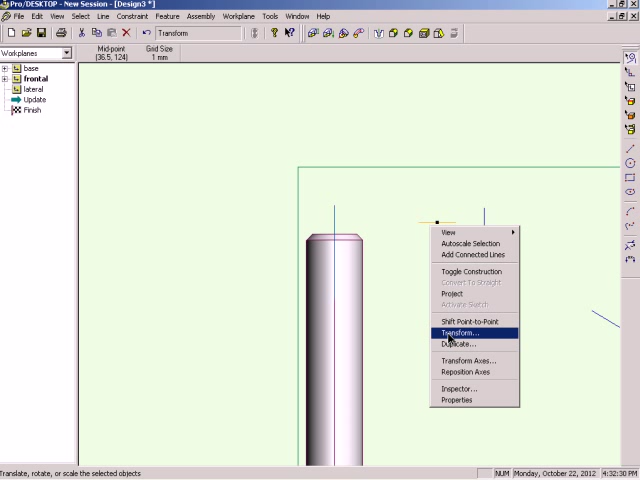 Pro/DESKTOP - New Session - [Design3 *]
File Edit View Select Line Constraint Feature Assembly Workplane Tools Window Help
Transform
Workplanes
Mid-point
(36.5, 124)
Grid Size
1 mm
base
frontal
lateral
Update
Finish
View
Autoscale Selection
Add Connected Lines
Toggle Construction
Convert To Straight
Project
Activate Sketch
Shift Point-to-Point
Transform...
Duplicate...
Transform Axes...
Reposition Axes
Inspector...
Properties
Translate, rotate, or scale the selected objects
NUM Monday, October 22, 2012 4:32:30 PM